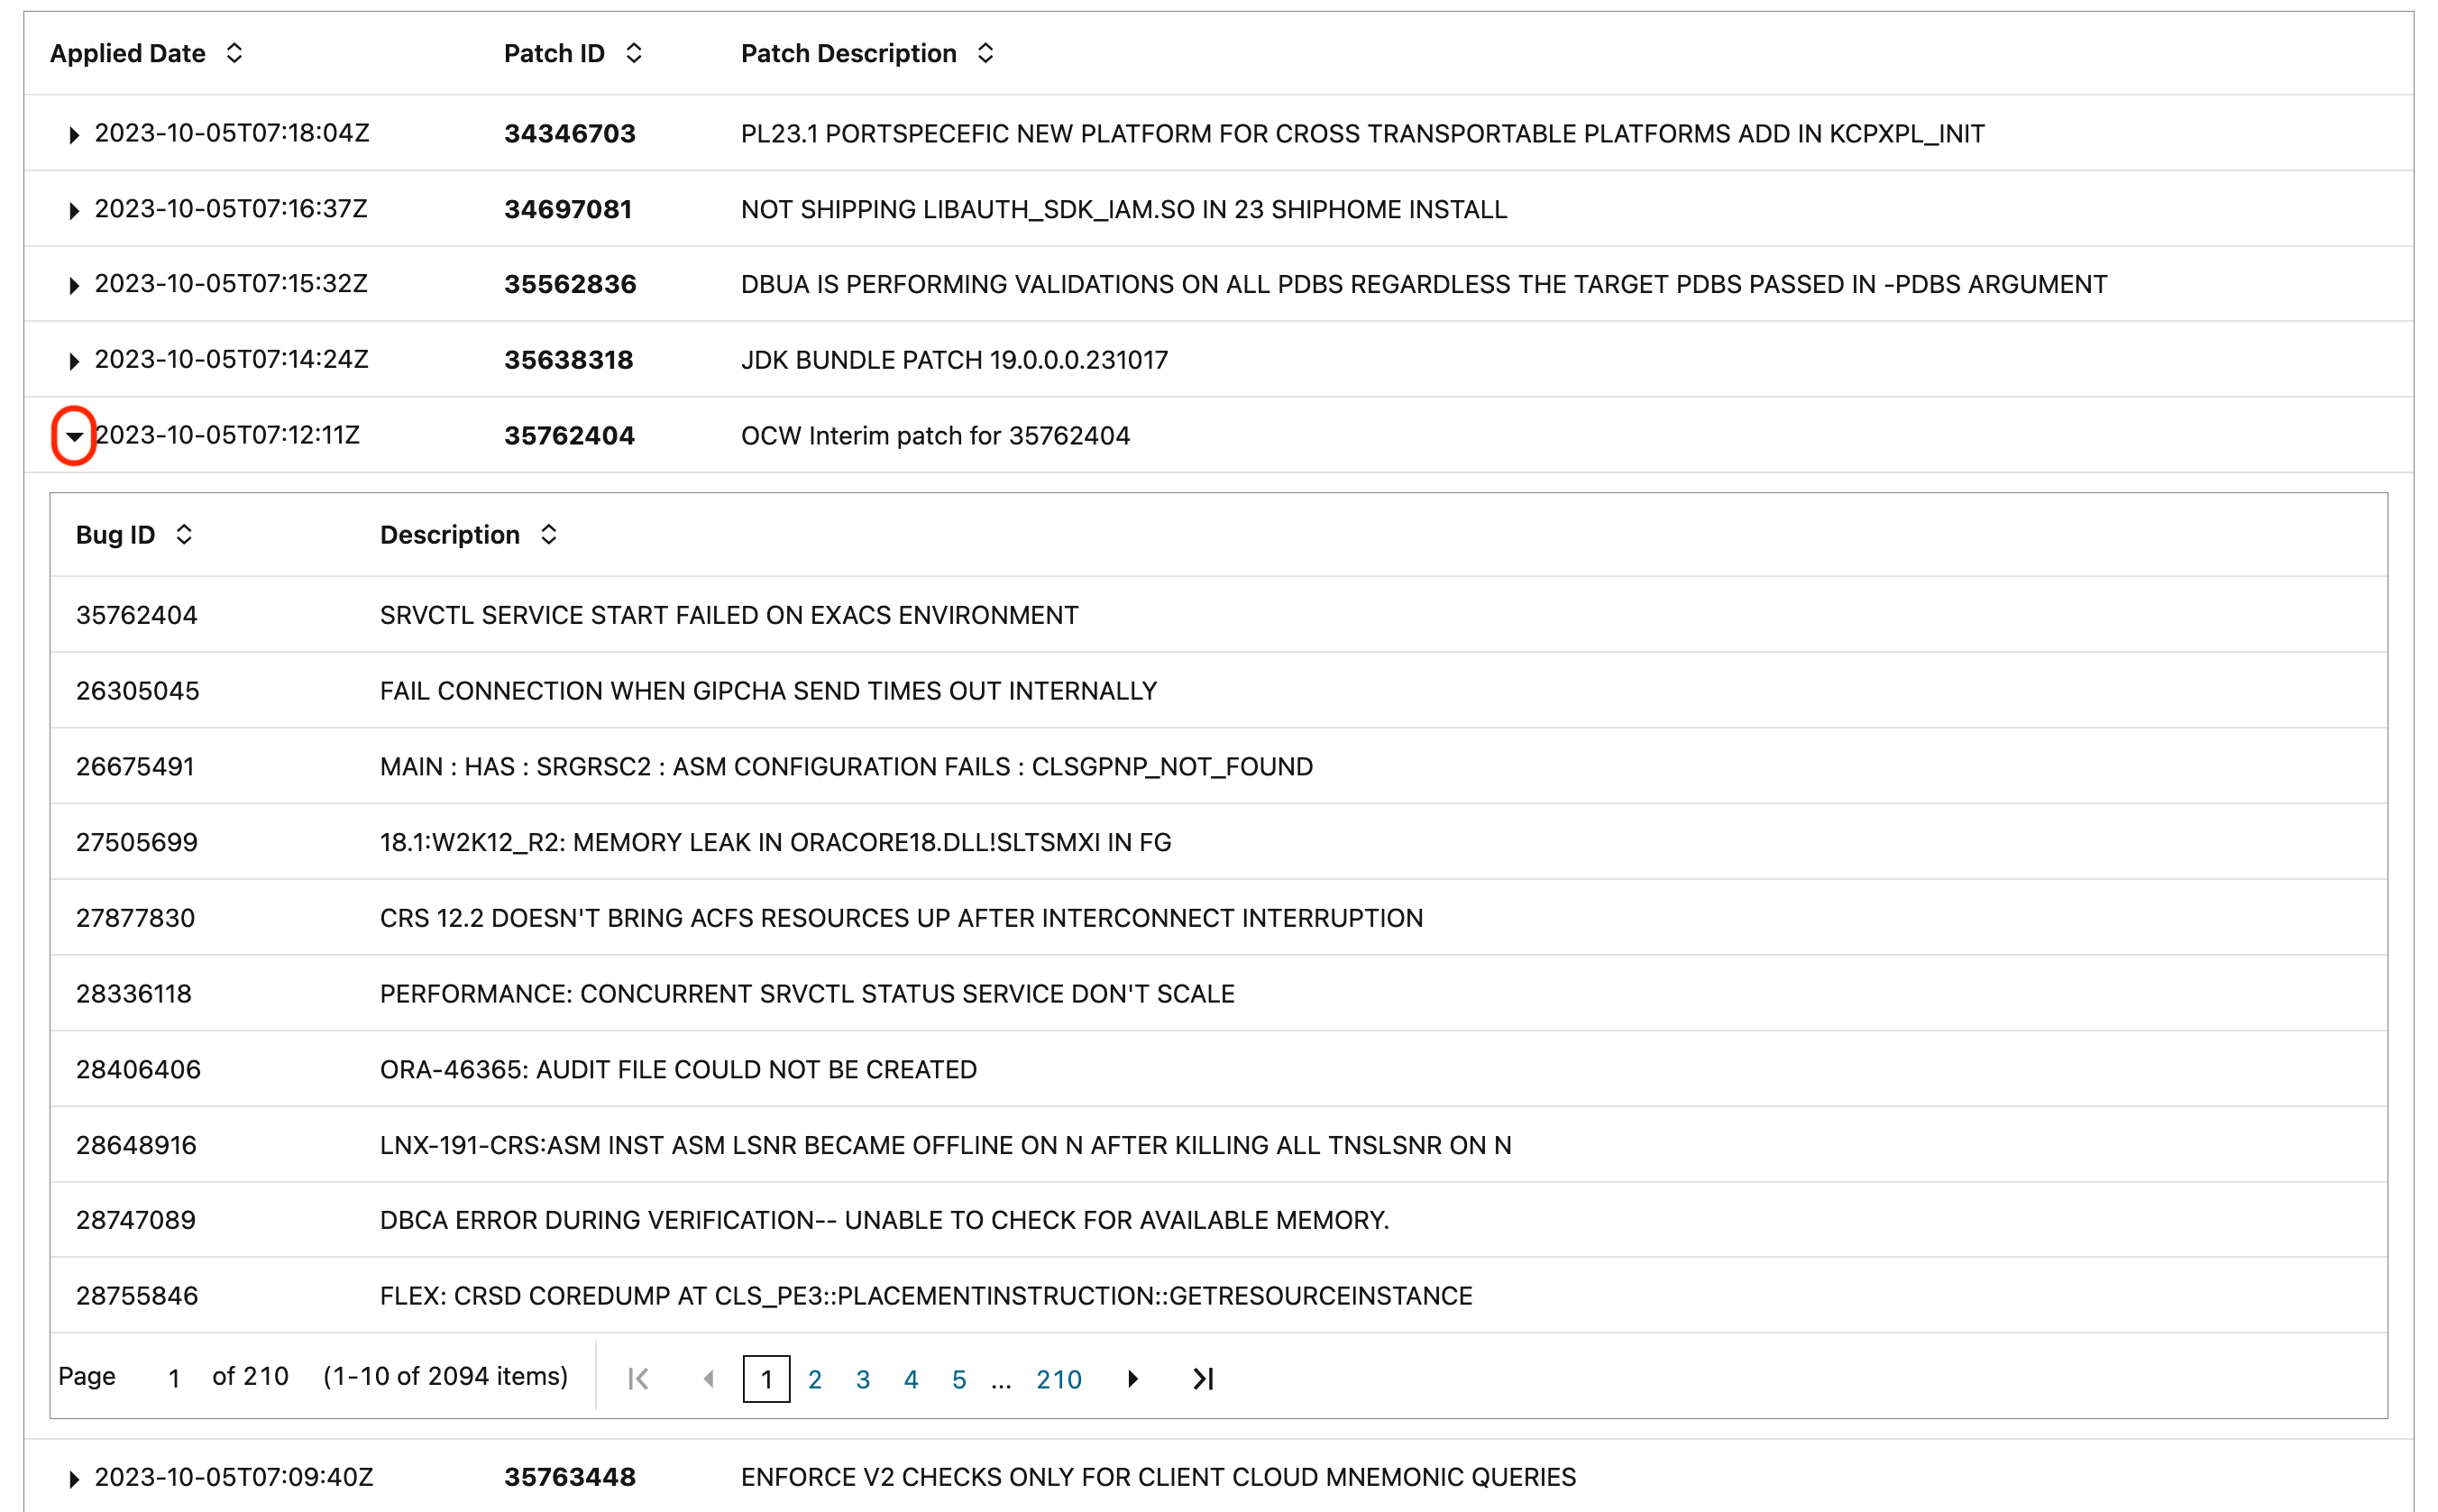 Applied Date Patch ID Patch Description
2023-10-05T07:18:04Z 34346703 PL23.1 PORTSPECEFIC NEW PLATFORM FOR CROSS TRANSPORTABLE PLATFORMS ADD IN KCPXPL_INIT
2023-10-05T07:16:37Z 34697081 NOT SHIPPING LIBAUTH_SDK_IAM.SO IN 23 SHIPHOME INSTALL
2023-10-05T07:15:32Z 35562836 DBUA IS PERFORMING VALIDATIONS ON ALL PDBS REGARDLESS THE TARGET PDBS PASSED IN -PDBS ARGUMENT
2023-10-05T07:14:24Z 35638318 JDK BUNDLE PATCH 19.0.0.0.231017
2023-10-05T07:12:11Z 35762404 OCW Interim patch for 35762404
Bug ID Description
35762404 SRVCTL SERVICE START FAILED ON EXACS ENVIRONMENT
26305045 FAIL CONNECTION WHEN GIPCHA SEND TIMES OUT INTERNALLY
26675491 MAIN : HAS : SRGRSC2 : ASM CONFIGURATION FAILS : CLSGPNP_NOT_FOUND
27505699 18.1:W2K12_R2: MEMORY LEAK IN ORACORE18.DLL!SLTSMXI IN FG
27877830 CRS 12.2 DOESN'T BRING ACFS RESOURCES UP AFTER INTERCONNECT INTERRUPTION
28336118 PERFORMANCE: CONCURRENT SRVCTL STATUS SERVICE DON'T SCALE
28406406 ORA-46365: AUDIT FILE COULD NOT BE CREATED
28648916 LNX-191-CRS:ASM INST ASM LSNR BECAME OFFLINE ON N AFTER KILLING ALL TNSLSNR ON N
28747089 DBCA ERROR DURING VERIFICATION-- UNABLE TO CHECK FOR AVAILABLE MEMORY.
28755846 FLEX: CRSD COREDUMP AT CLS_PE3::PLACEMENTINSTRUCTION::GETRESOURCEINSTANCE
Page 1 of 210 (1-10 of 2094 items) 1 2 3 4 5 ... 210
2023-10-05T07:09:40Z 35763448 ENFORCE V2 CHECKS ONLY FOR CLIENT CLOUD MNEMONIC QUERIES